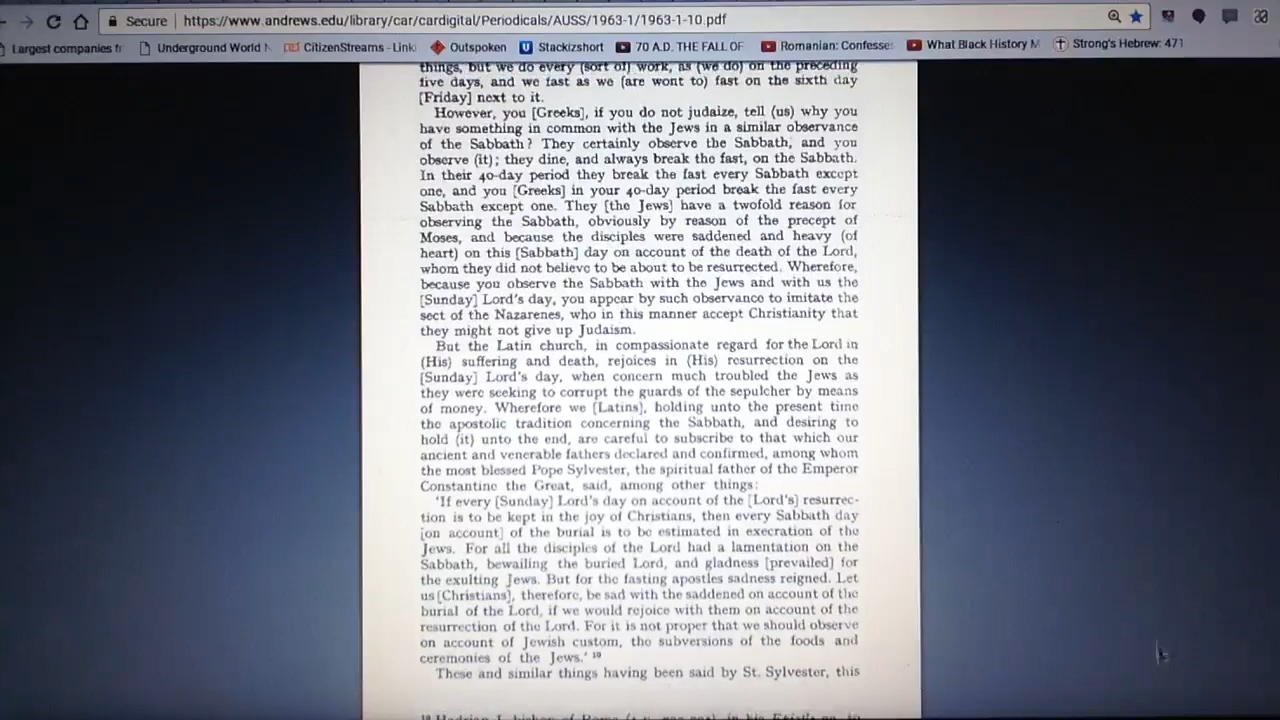 Secure | https://www.andrews.edu/library/car/cardigital/Periodicals/AUSS/1963-1/1963-1-10.pdf
Largest companies fr Underground World N CitizenStreams - Link Outspoken Stackizshort 70 A.D. THE FALL OF Romanian: Confesse: What Black History M Strong's Hebrew: 471
things, but we do every (sort of) work, as (we do) on the preceding
five days, and we fast as we (are wont to) fast on the sixth day
[Friday] next to it.
However, you [Greeks], if you do not judaize, tell (us) why you
have something in common with the Jews in a similar observance
of the Sabbath? They certainly observe the Sabbath, and you
observe (it); they dine, and always break the fast, on the Sabbath.
In their 40-day period they break the fast every Sabbath except
one, and you [Greeks] in your 40-day period break the fast every
Sabbath except one. They [the Jews] have a twofold reason for
observing the Sabbath, obviously by reason of the precept of
Moses, and because the disciples were saddened and heavy (of
heart) on this [Sabbath] day on account of the death of the Lord,
whom they did not believe to be about to be resurrected. Wherefore,
because you observe the Sabbath with the Jews and with us the
[Sunday] Lord's day, you appear by such observance to imitate the
sect of the Nazarenes, who in this manner accept Christianity that
they might not give up Judaism.
But the Latin church, in compassionate regard for the Lord in
(His) suffering and death, rejoices in (His) resurrection on the
[Sunday] Lord's day, when concern much troubled the Jews as
they were seeking to corrupt the guards of the sepulcher by means
of money. Wherefore we [Latins], holding unto the present time
the apostolic tradition concerning the Sabbath, and desiring to
hold (it) unto the end, are careful to subscribe to that which our
ancient and venerable fathers declared and confirmed, among whom
the most blessed Pope Sylvester, the spiritual father of the Emperor
Constantine the Great, said, among other things:
'If every [Sunday] Lord's day on account of the [Lord's] resurrec-
tion is to be kept in the joy of Christians, then every Sabbath day
[on account] of the burial is to be estimated in execration of the
Jews. For all the disciples of the Lord had a lamentation on the
Sabbath, bewailing the buried Lord, and gladness [prevailed] for
the exulting Jews. But for the fasting apostles sadness reigned. Let
us [Christians], therefore, be sad with the saddened on account of the
burial of the Lord, if we would rejoice with them on account of the
resurrection of the Lord. For it is not proper that we should observe
on account of Jewish custom, the subversions of the foods and
ceremonies of the Jews.' 19
These and similar things having been said by St. Sylvester, this